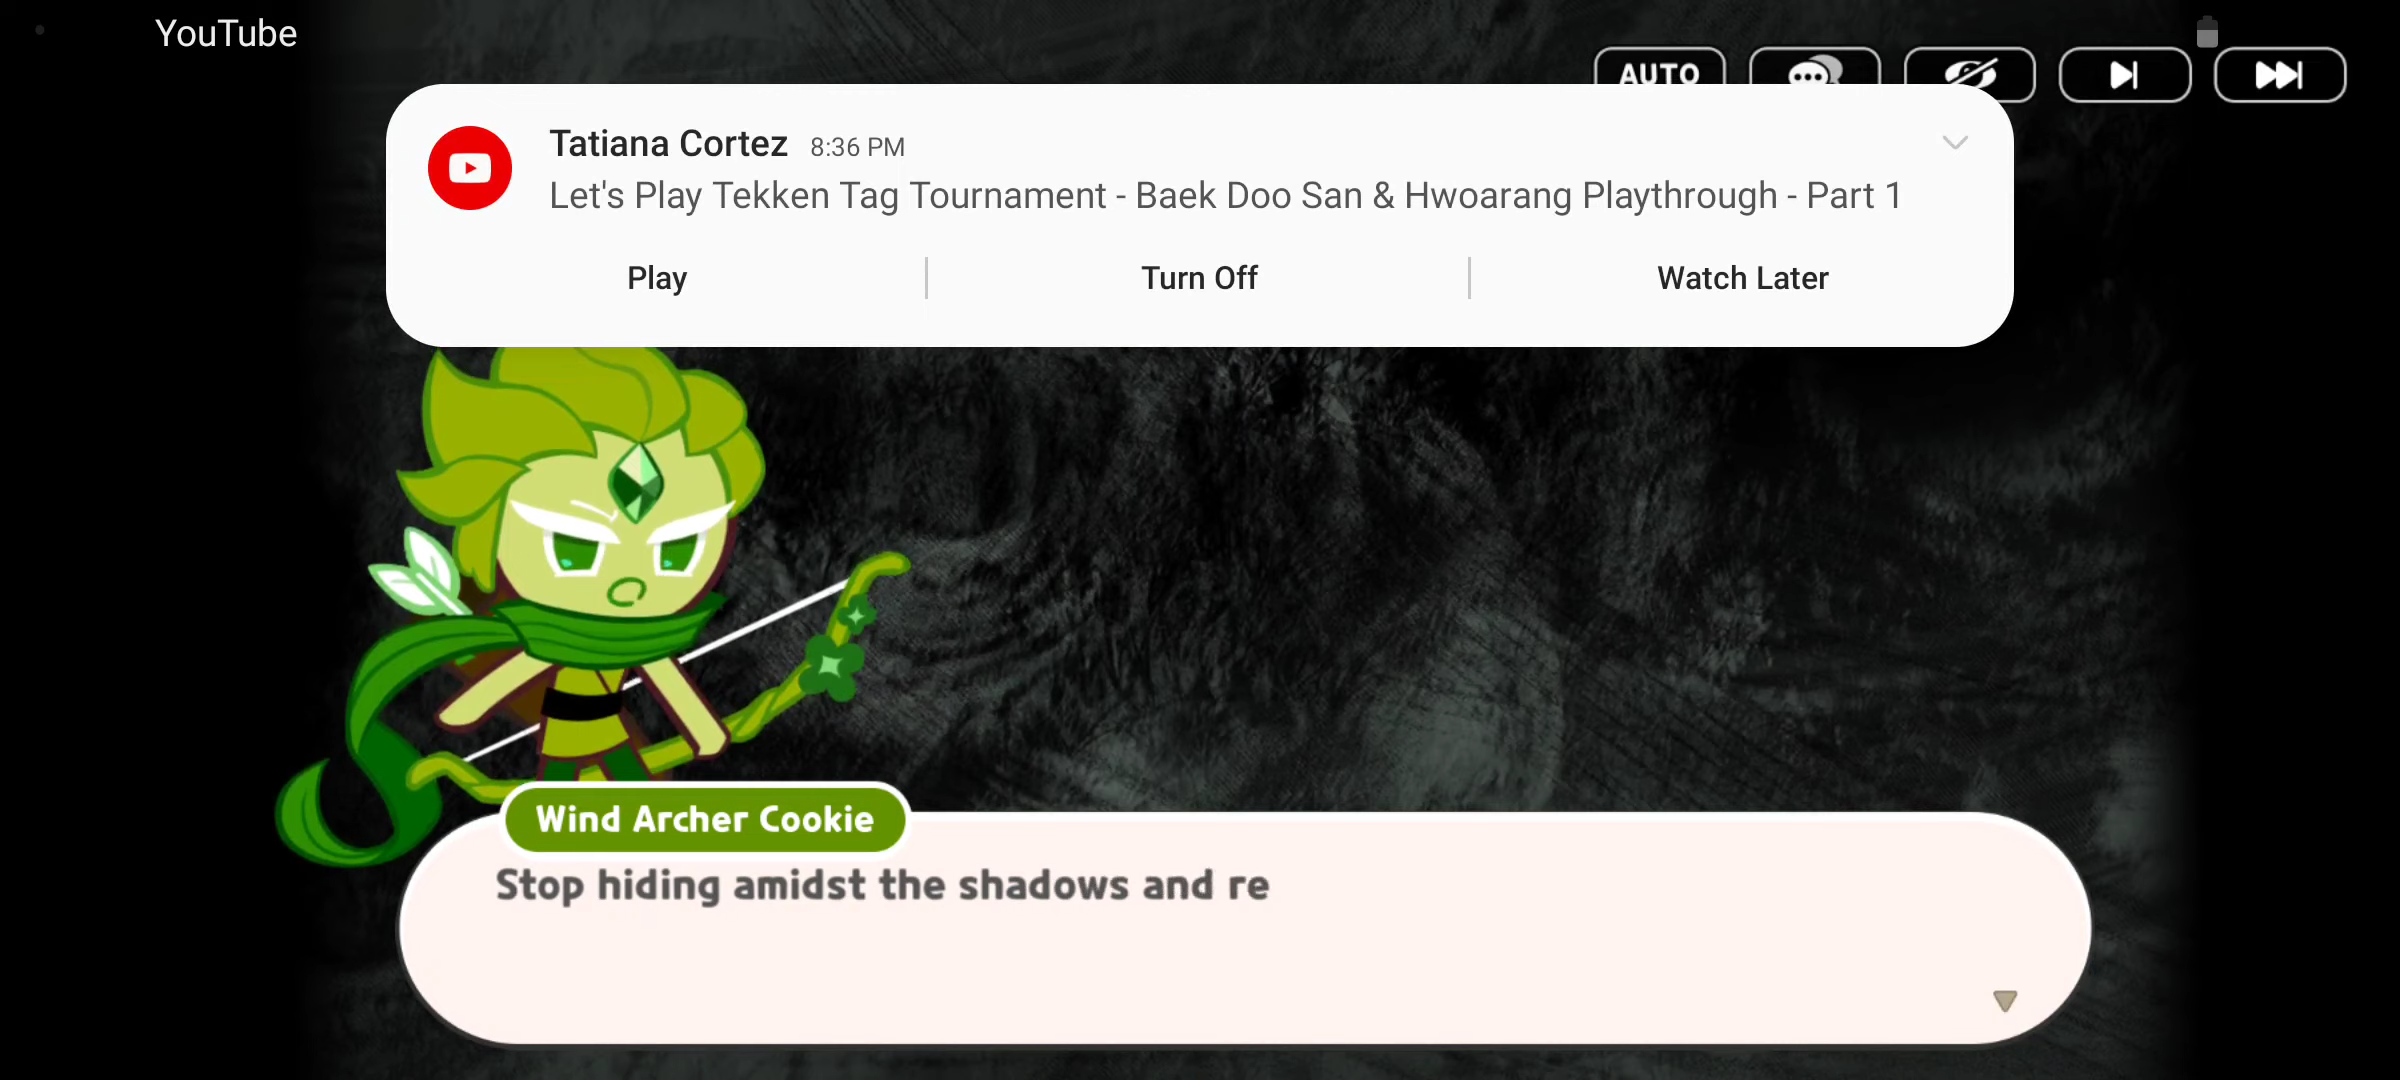 YouTube
AUTO
Tatiana Cortez 8:36 PM
Let's Play Tekken Tag Tournament - Baek Doo San & Hwoarang Playthrough - Part 1
Play
Turn Off
Watch Later
Wind Archer Cookie
Stop hiding amidst the shadows and re